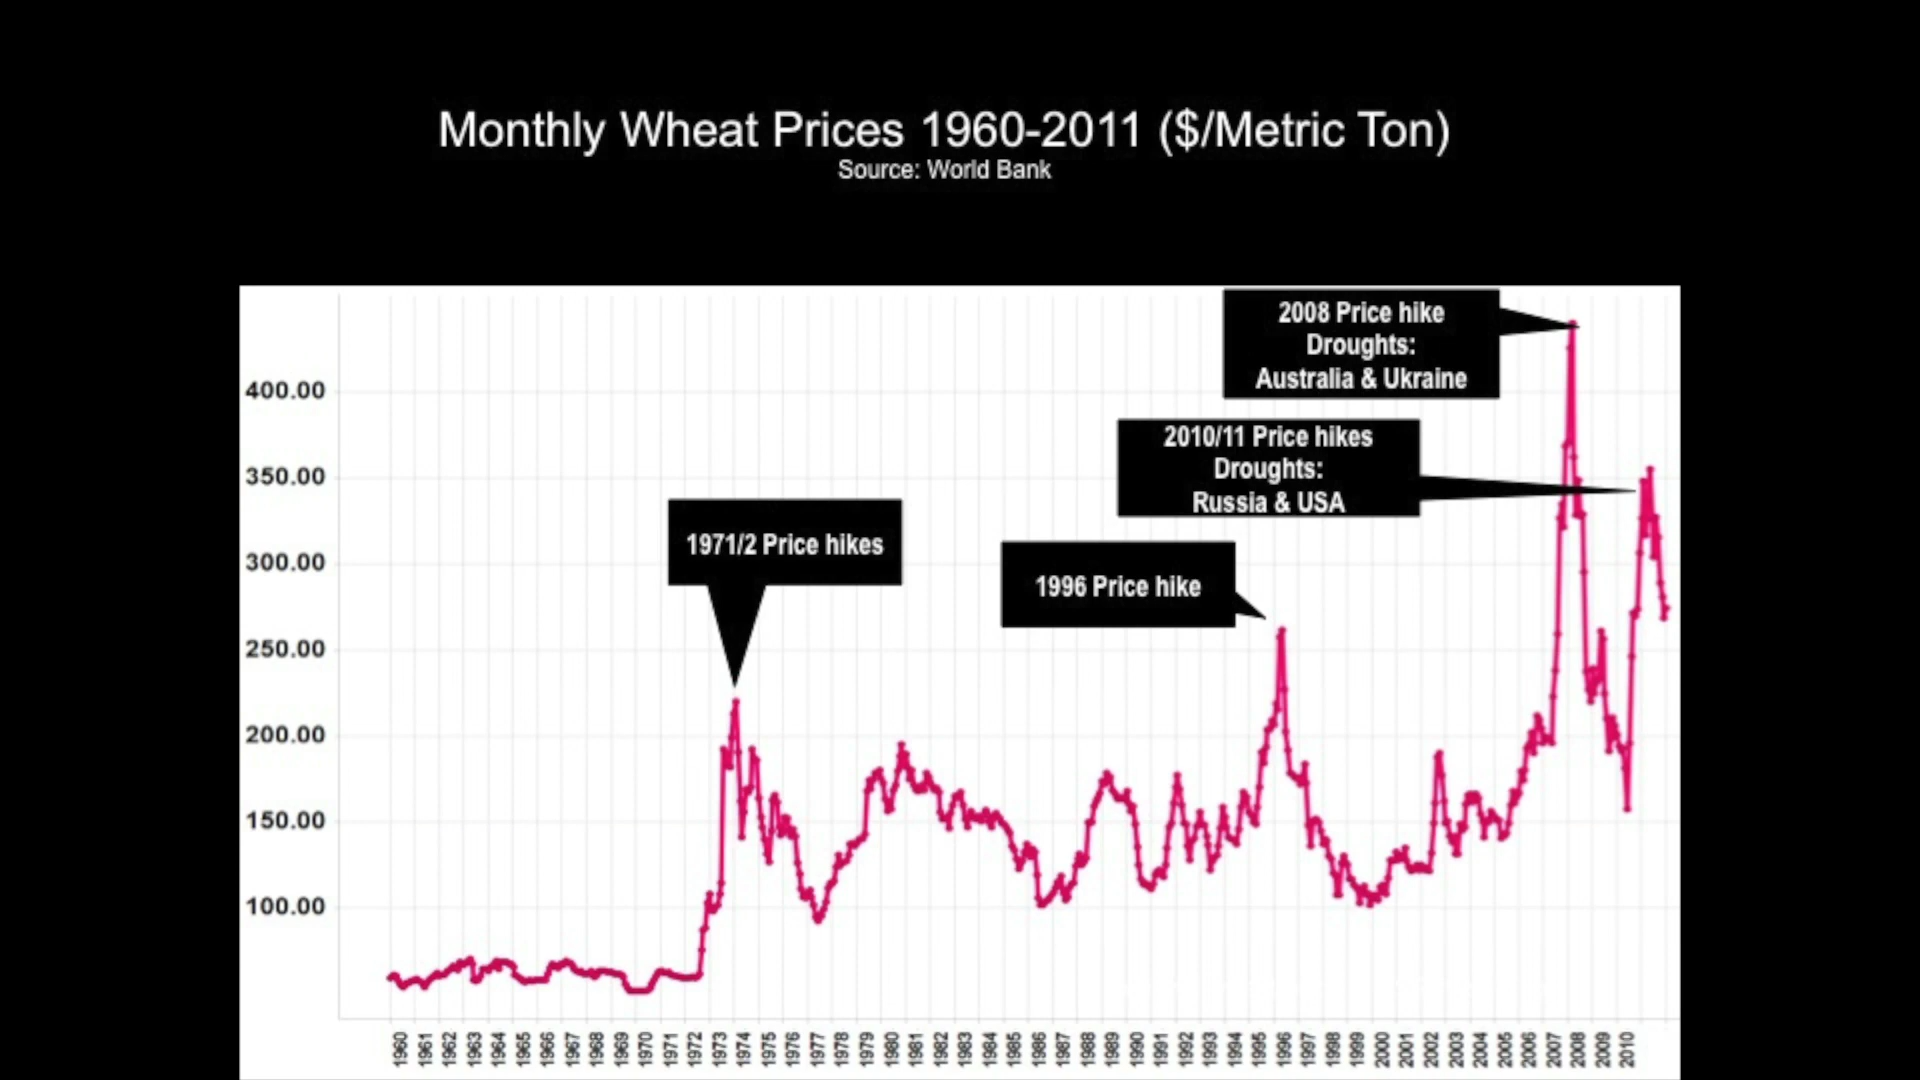 Monthly Wheat Prices 1960-2011 ($/Metric Ton)
Source: World Bank
2008 Price hike
Droughts:
Australia & Ukraine
400.00
2010/11 Price hikes
Droughts:
Russia & USA
350.00
1971/2 Price hikes
300.00
1996 Price hike
250.00
200.00
150.00
100.00
1960 1961 1962 1963 1964 1965 1966 1967 1968 1969 1970 1971 1972 1973 1974 1975 1976 1977 1978 1979 1980 1981 1982 1983 1984 1985 1986 1987 1988 1989 1990 1991 1992 1993 1994 1995 1996 1997 1998 1999 2000 2001 2002 2003 2004 2005 2006 2007 2008 2009 2010